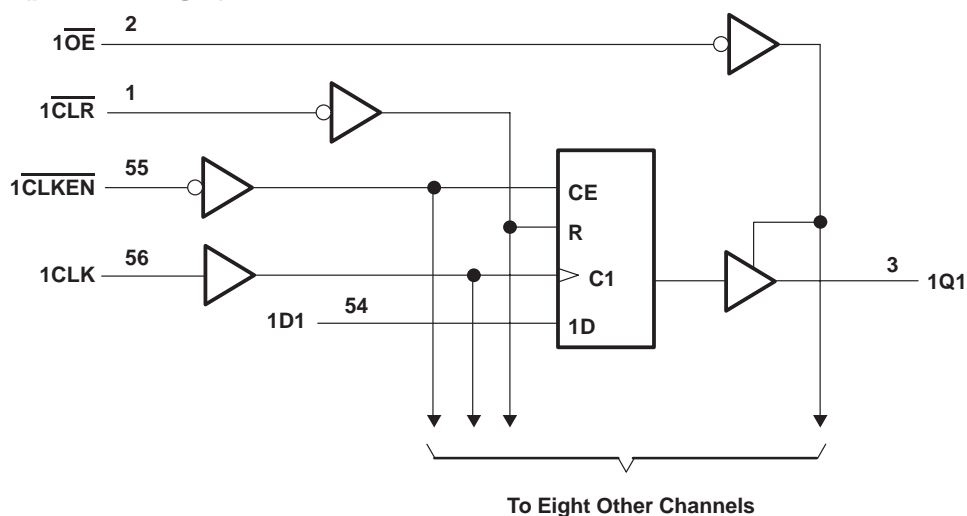 2
1OE
1
1CLR
55
1CLKEN
CE
R
56
1CLK
C1
3
1Q1
54
1D1
1D
To Eight Other Channels